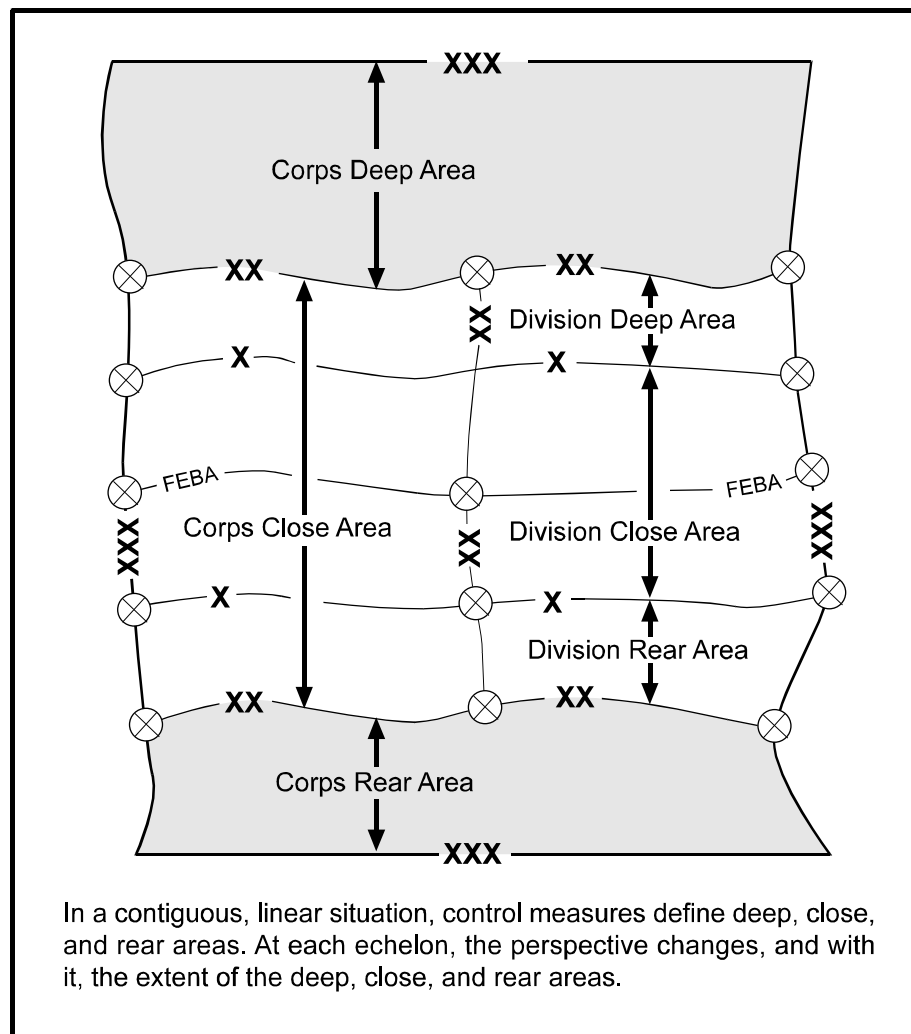 XXX
Corps Deep Area
XX
XX
XX
Division Deep Area
X
X
FEBA
FEBA
XXX
Corps Close Area
XX
Division Close Area
XXX
X
X
Division Rear Area
XX
XX
Corps Rear Area
XXX
In a contiguous, linear situation, control measures define deep, close,
and rear areas. At each echelon, the perspective changes, and with
it, the extent of the deep, close, and rear areas.